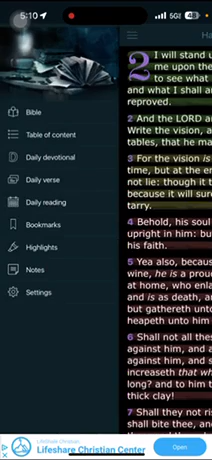 5:10
5G
Ha
Bible
Table of content
Daily devotional
Daily verse
Daily reading
Bookmarks
Highlights
Notes
Settings
2 I will stand u
me upon the
to see what
and what I shall an
reproved.
2 And the LORD an
Write the vision, a
tables, that he ma
3 For the vision is
time, but at the en
not lie: though it t
because it will sure
tarry.
4 Behold, his soul
upright in him: bu
his faith.
5 Yea also, becaus
wine, he is a prou
at home, who enla
and is as death, an
but gathereth unto
heapeth unto him
6 Shall not all thes
against him, and a
against him, and s
increaseth that wh
long? and to him t
thick clay!
7 Shall they not ris
shall bite thee, and
LifeShare Christian.
Lifeshare Christian Center
Open